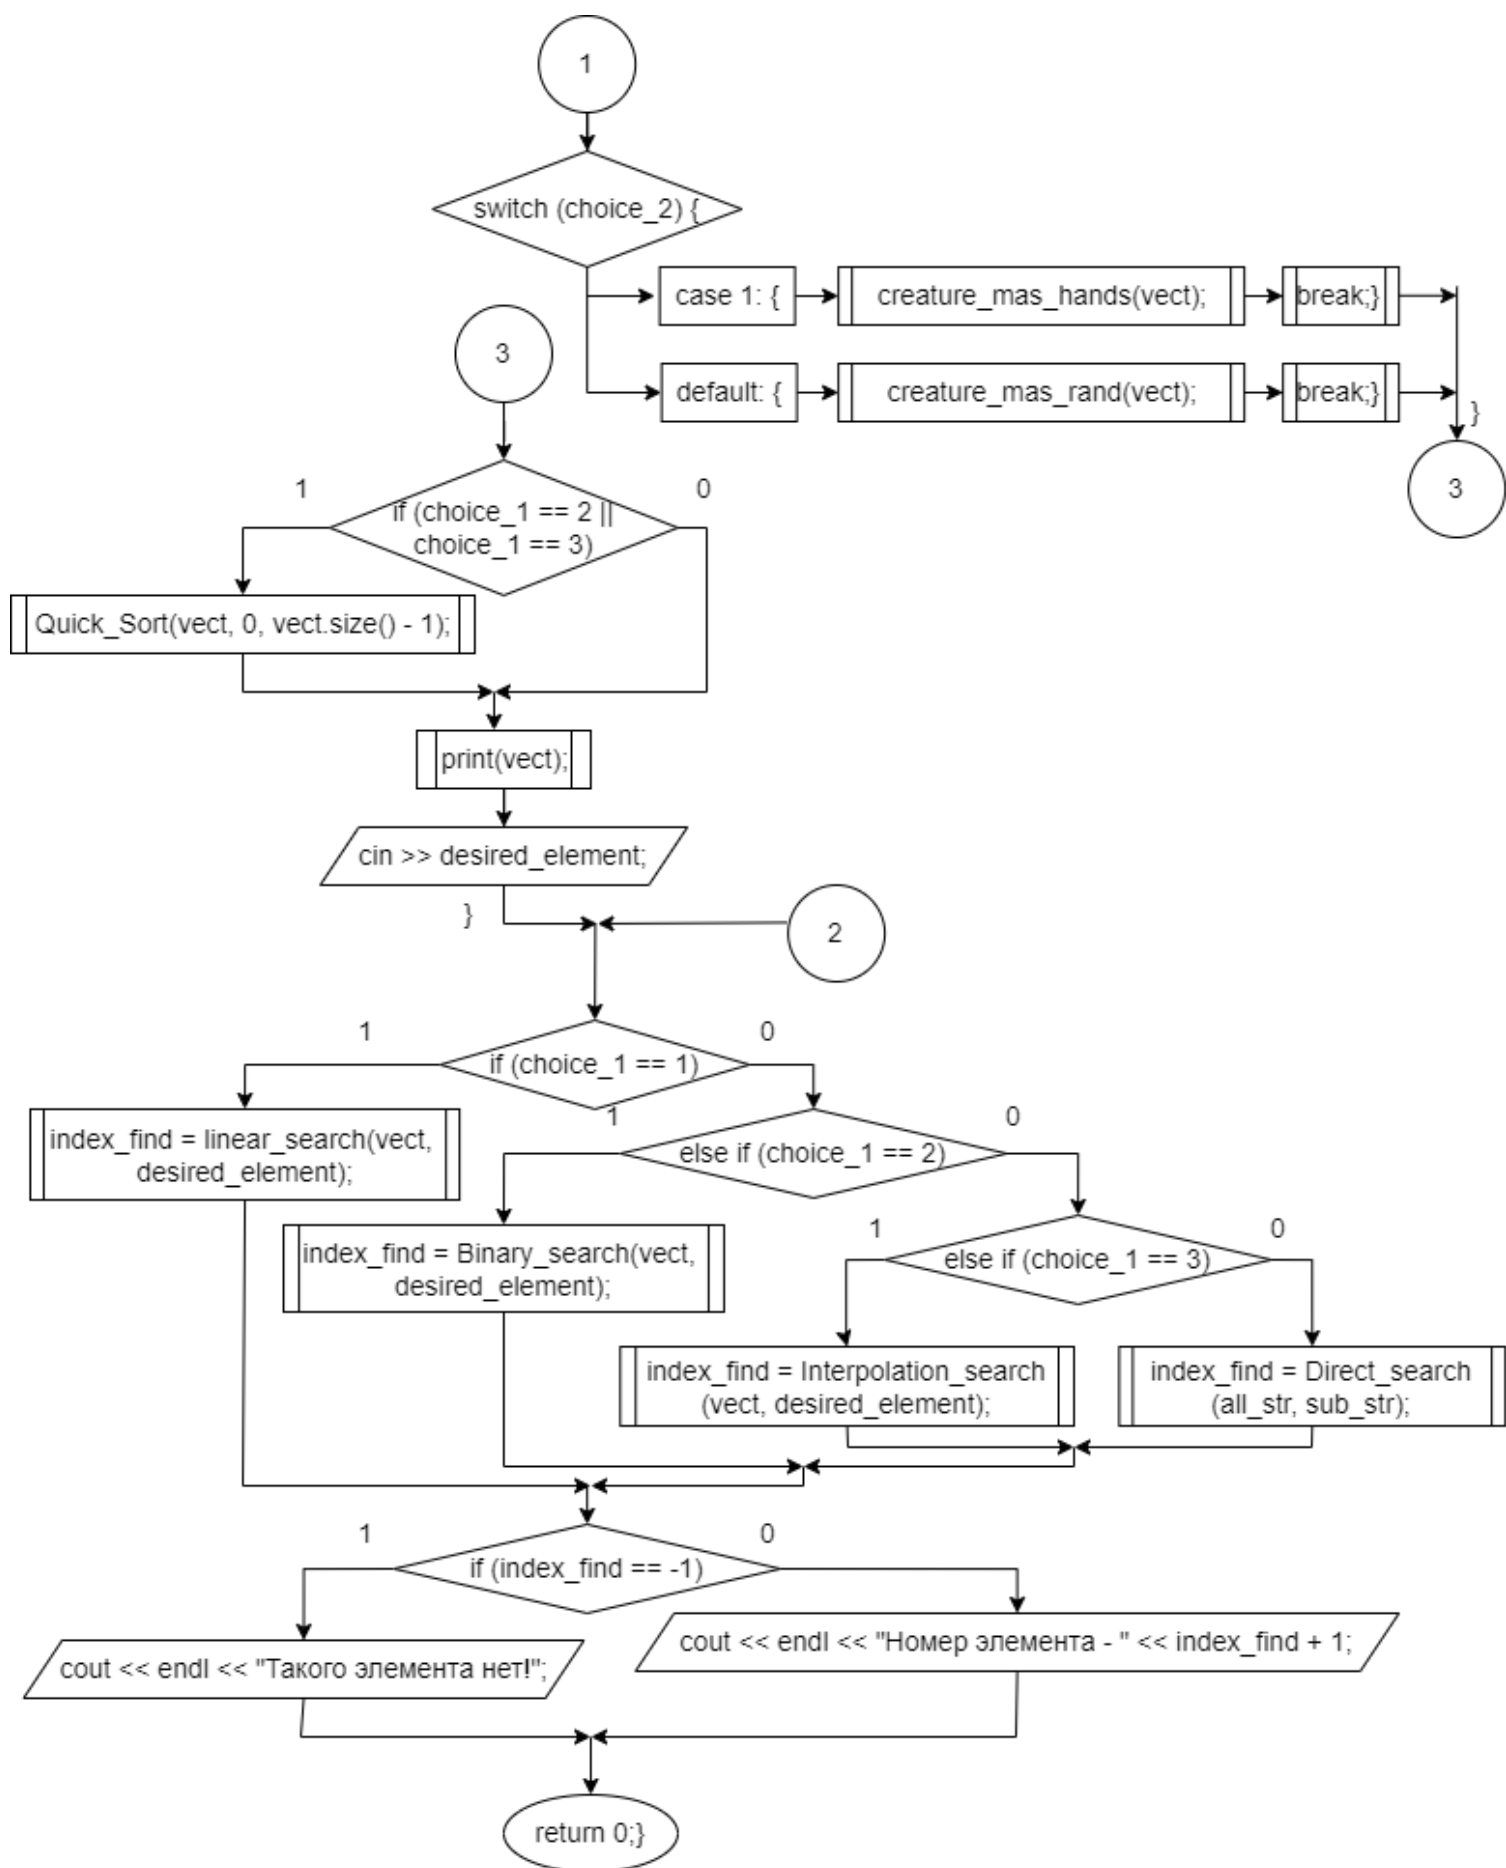 1
switch (choice_2) {
case 1: {
creature_mas_hands(vect);
break;}
default: {
creature_mas_rand(vect);
break;}
}
3
3
1
0
if (choice_1 == 2 ||
choice_1 == 3)
Quick_Sort(vect, 0, vect.size() - 1);
print(vect);
cin >> desired_element;
}
2
1
0
if (choice_1 == 1)
index_find = linear_search(vect,
desired_element);
1
0
else if (choice_1 == 2)
index_find = Binary_search(vect,
desired_element);
1
0
else if (choice_1 == 3)
index_find = Interpolation_search
(vect, desired_element);
index_find = Direct_search
(all_str, sub_str);
1
0
if (index_find == -1)
cout << endl << "Такого элемента нет!";
cout << endl << "Номер элемента - " << index_find + 1;
return 0;}